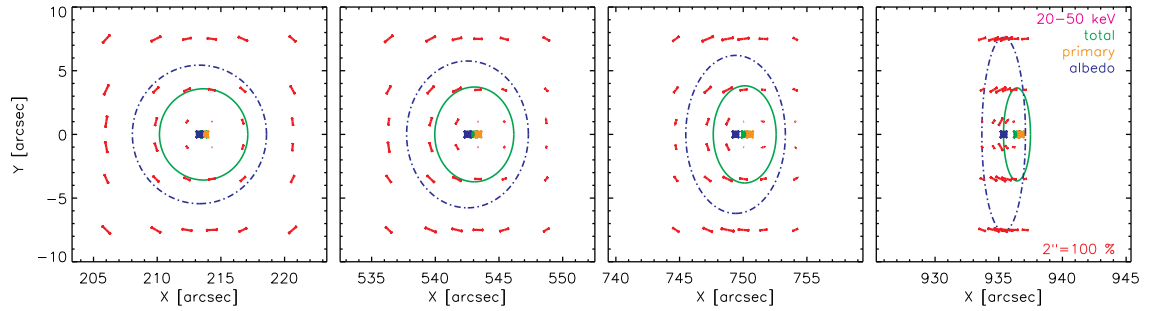 10
5
0
−5
−10
Y [arcsec]
205 210 215 220
X [arcsec]
535 540 545 550
X [arcsec]
740 745 750 755
X [arcsec]
20−50 keV
total
primary
albedo
2"=100 %
930 935 940 945
X [arcsec]